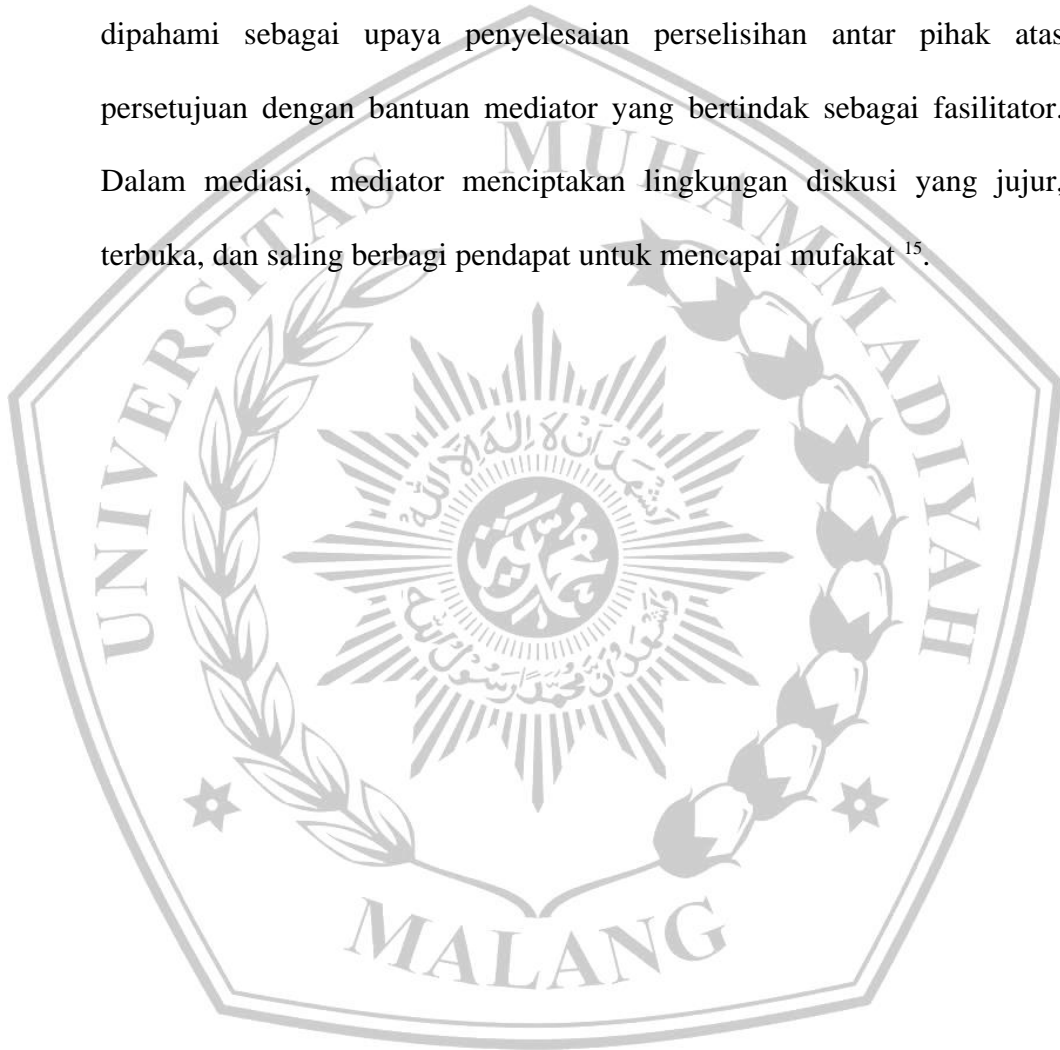 dipahami sebagai upaya penyelesaian perselisihan antar pihak atas
persetujuan dengan bantuan mediator yang bertindak sebagai fasilitator.
Dalam mediasi, mediator menciptakan lingkungan diskusi yang jujur,
terbuka, dan saling berbagi pendapat untuk mencapai mufakat ¹⁵.
UNIVERSITAS MUHAMMADIYAH
MALANG